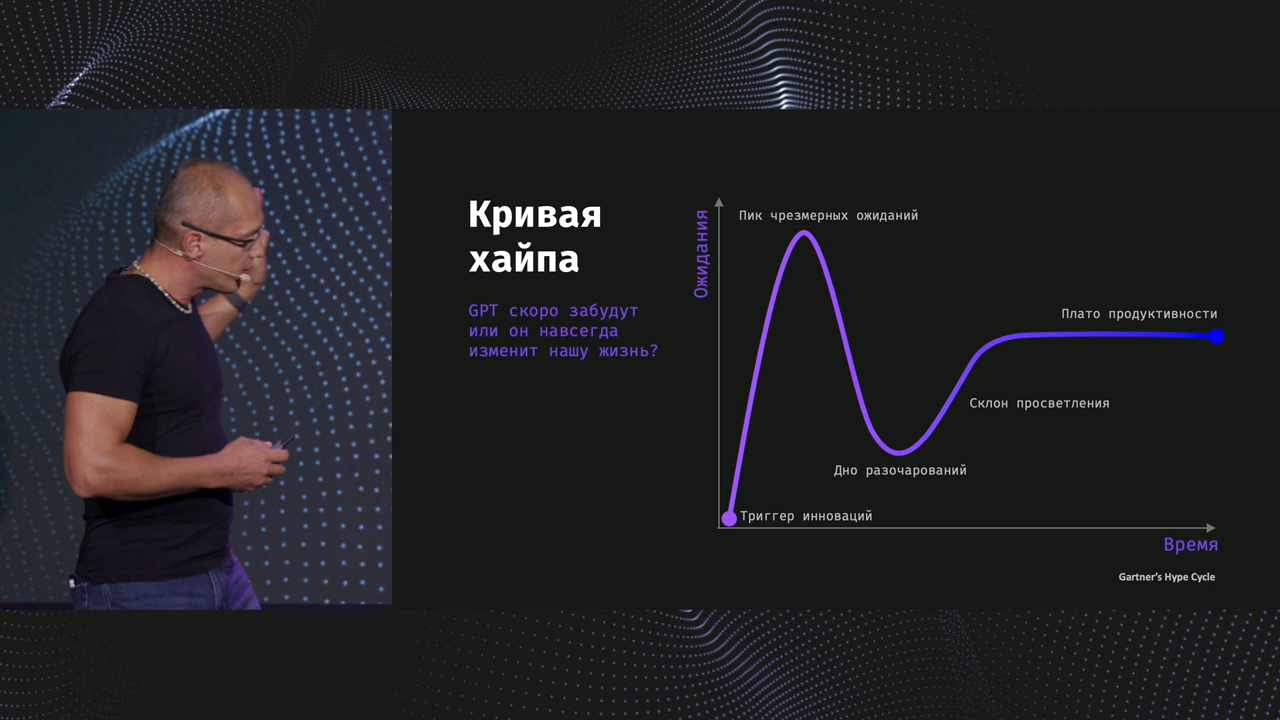 Кривая
хайпа
GPT скоро забудут
или он навсегда
изменит нашу жизнь?
Ожидания
Пик чрезмерных ожиданий
Плато продуктивности
Склон просветления
Дно разочарований
Триггер инноваций
Время
Gartner’s Hype Cycle